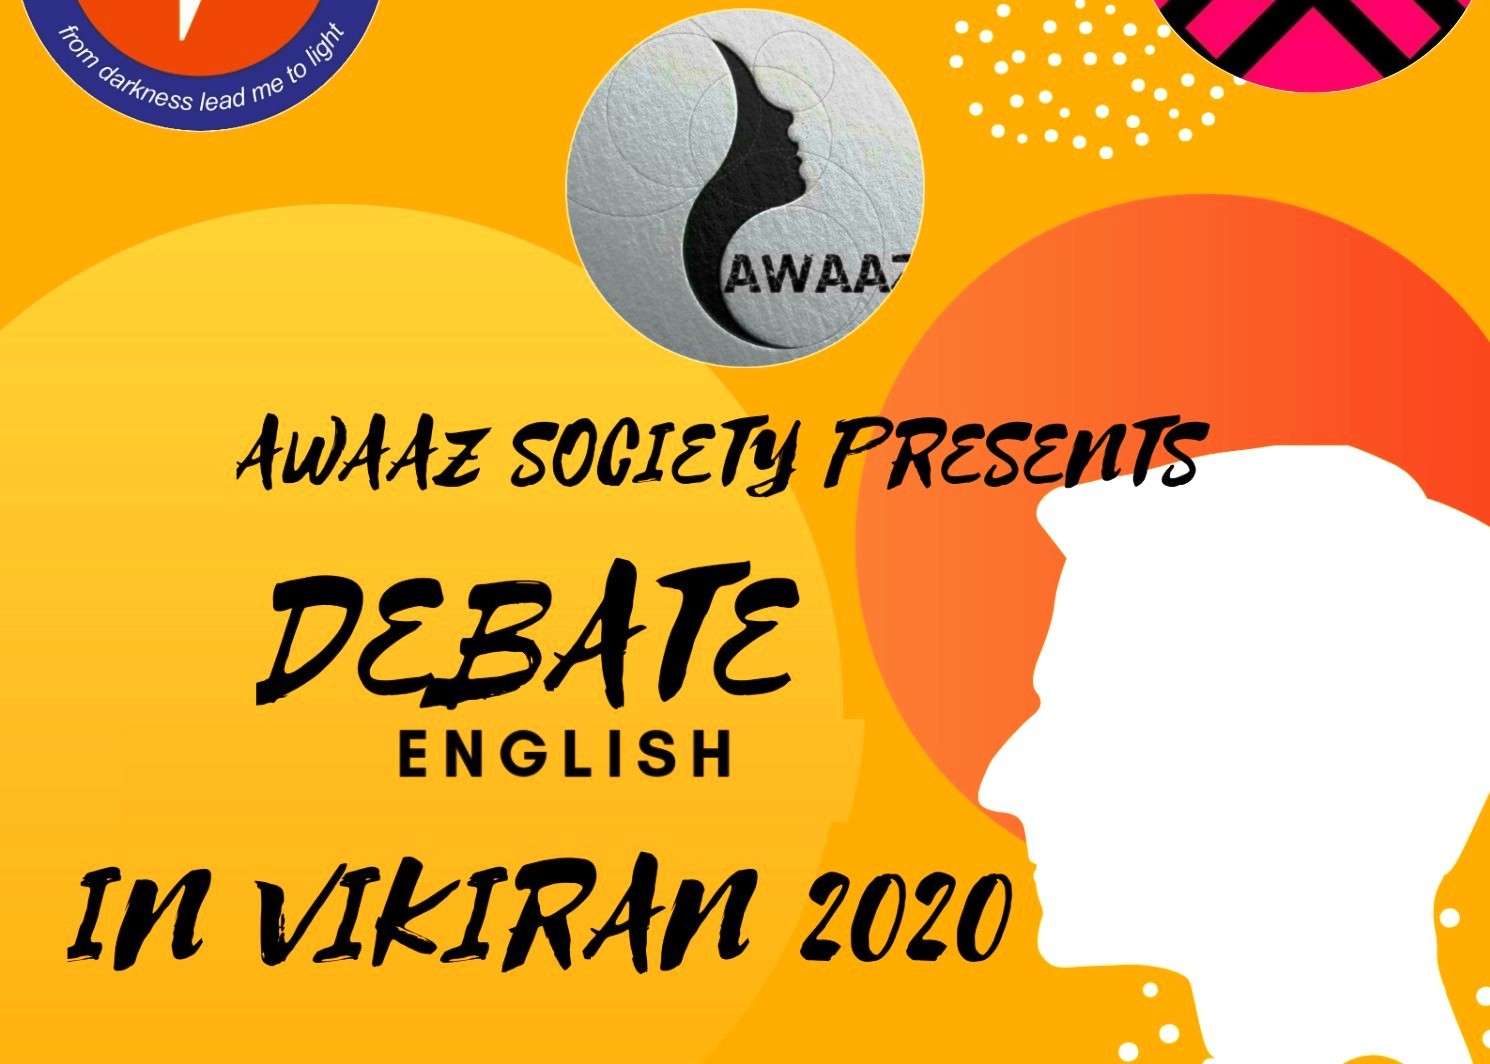 from darkness lead me to light
AWAAZ
AWAAZ SOCIETY PRESENTS
DEBATE
ENGLISH
IN VIKIRAN 2020